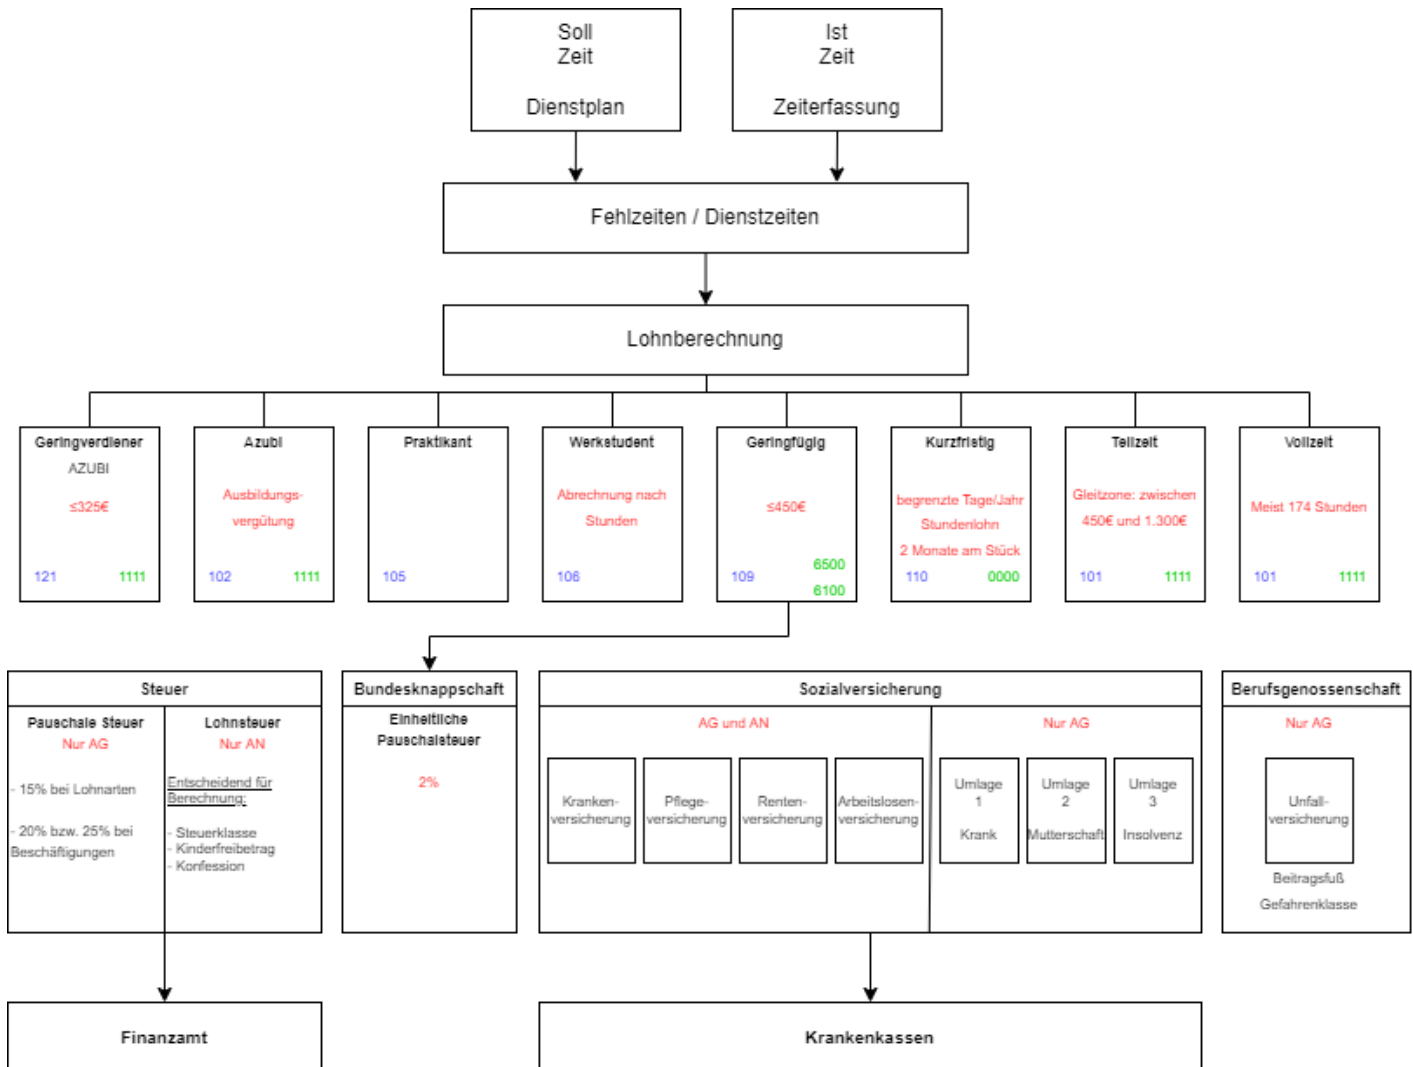 Soll
Zeit
Dienstplan
Ist
Zeit
Zeiterfassung
Fehlzeiten / Dienstzeiten
Lohnberechnung
Geringverdiener
AZUBI
≤325€
121 1111
Azubi
Ausbildungs-
vergütung
102 1111
Praktikant
105
Werkstudent
Abrechnung nach
Stunden
106
Geringfügig
≤450€
6500
109
6100
Kurzfristig
begrenzte Tage/Jahr
Stundenlohn
2 Monate am Stück
110 0000
Teilzeit
Gleitzone: zwischen
450€ und 1.300€
101 1111
Vollzeit
Meist 174 Stunden
101 1111
Steuer
Pauschale Steuer
Nur AG
- 15% bei Lohnarten
- 20% bzw. 25% bei
Beschäftigungen
Lohnsteuer
Nur AN
Entscheidend für
Berechnung:
- Steuerklasse
- Kinderfreibetrag
- Konfession
Bundesknappschaft
Einheitliche
Pauschalsteuer
2%
Sozialversicherung
AG und AN
Kranken-
versicherung
Pflege-
versicherung
Renten-
versicherung
Arbeitslosen-
versicherung
Nur AG
Umlage
1
Krank
Umlage
2
Mutterschaft
Umlage
3
Insolvenz
Berufsgenossenschaft
Nur AG
Unfall-
versicherung
Beitragsfuß
Gefahrenklasse
Finanzamt
Krankenkassen